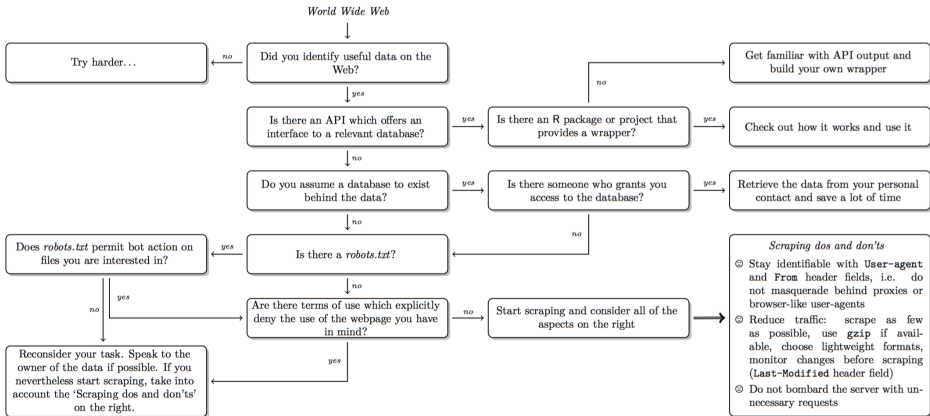 World Wide Web
Try harder...
no
Did you identify useful data on the
Web?
Get familiar with API output and
build your own wrapper
yes
no
Is there an API which offers an
interface to a relevant database?
yes
Is there an R package or project that
provides a wrapper?
yes
Check out how it works and use it
no
Do you assume a database to exist
behind the data?
yes
Is there someone who grants you
access to the database?
yes
Retrieve the data from your personal
contact and save a lot of time
no
no
Does robots.txt permit bot action on
files you are interested in?
yes
Is there a robots.txt?
no
yes
no
Are there terms of use which explicitly
deny the use of the webpage you have
in mind?
no
Start scraping and consider all of the
aspects on the right
yes
Reconsider your task. Speak to the
owner of the data if possible. If you
nevertheless start scraping, take into
account the ‘Scraping dos and don'ts’
on the right.
Scraping dos and don'ts
☺ Stay identifiable with User-agent
and From header fields, i.e. do
not masquerade behind proxies or
browser-like user-agents
☺ Reduce traffic: scrape as few
as possible, use gzip if avail-
able, choose lightweight formats,
monitor changes before scraping
(Last-Modified header field)
☹ Do not bombard the server with un-
necessary requests